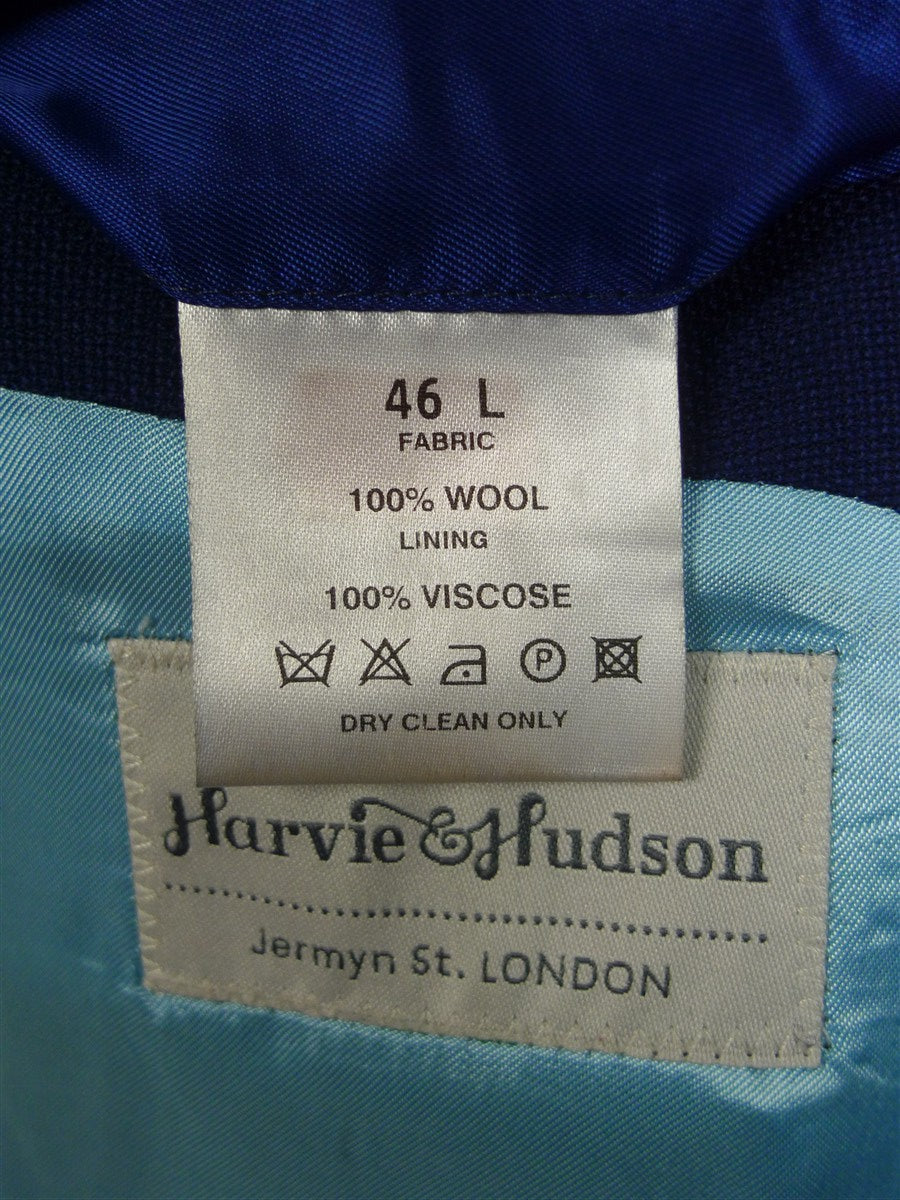 46 L
FABRIC
100% WOOL
LINING
100% VISCOSE
P
DRY CLEAN ONLY
Harvie & Hudson
Jermyn St. LONDON